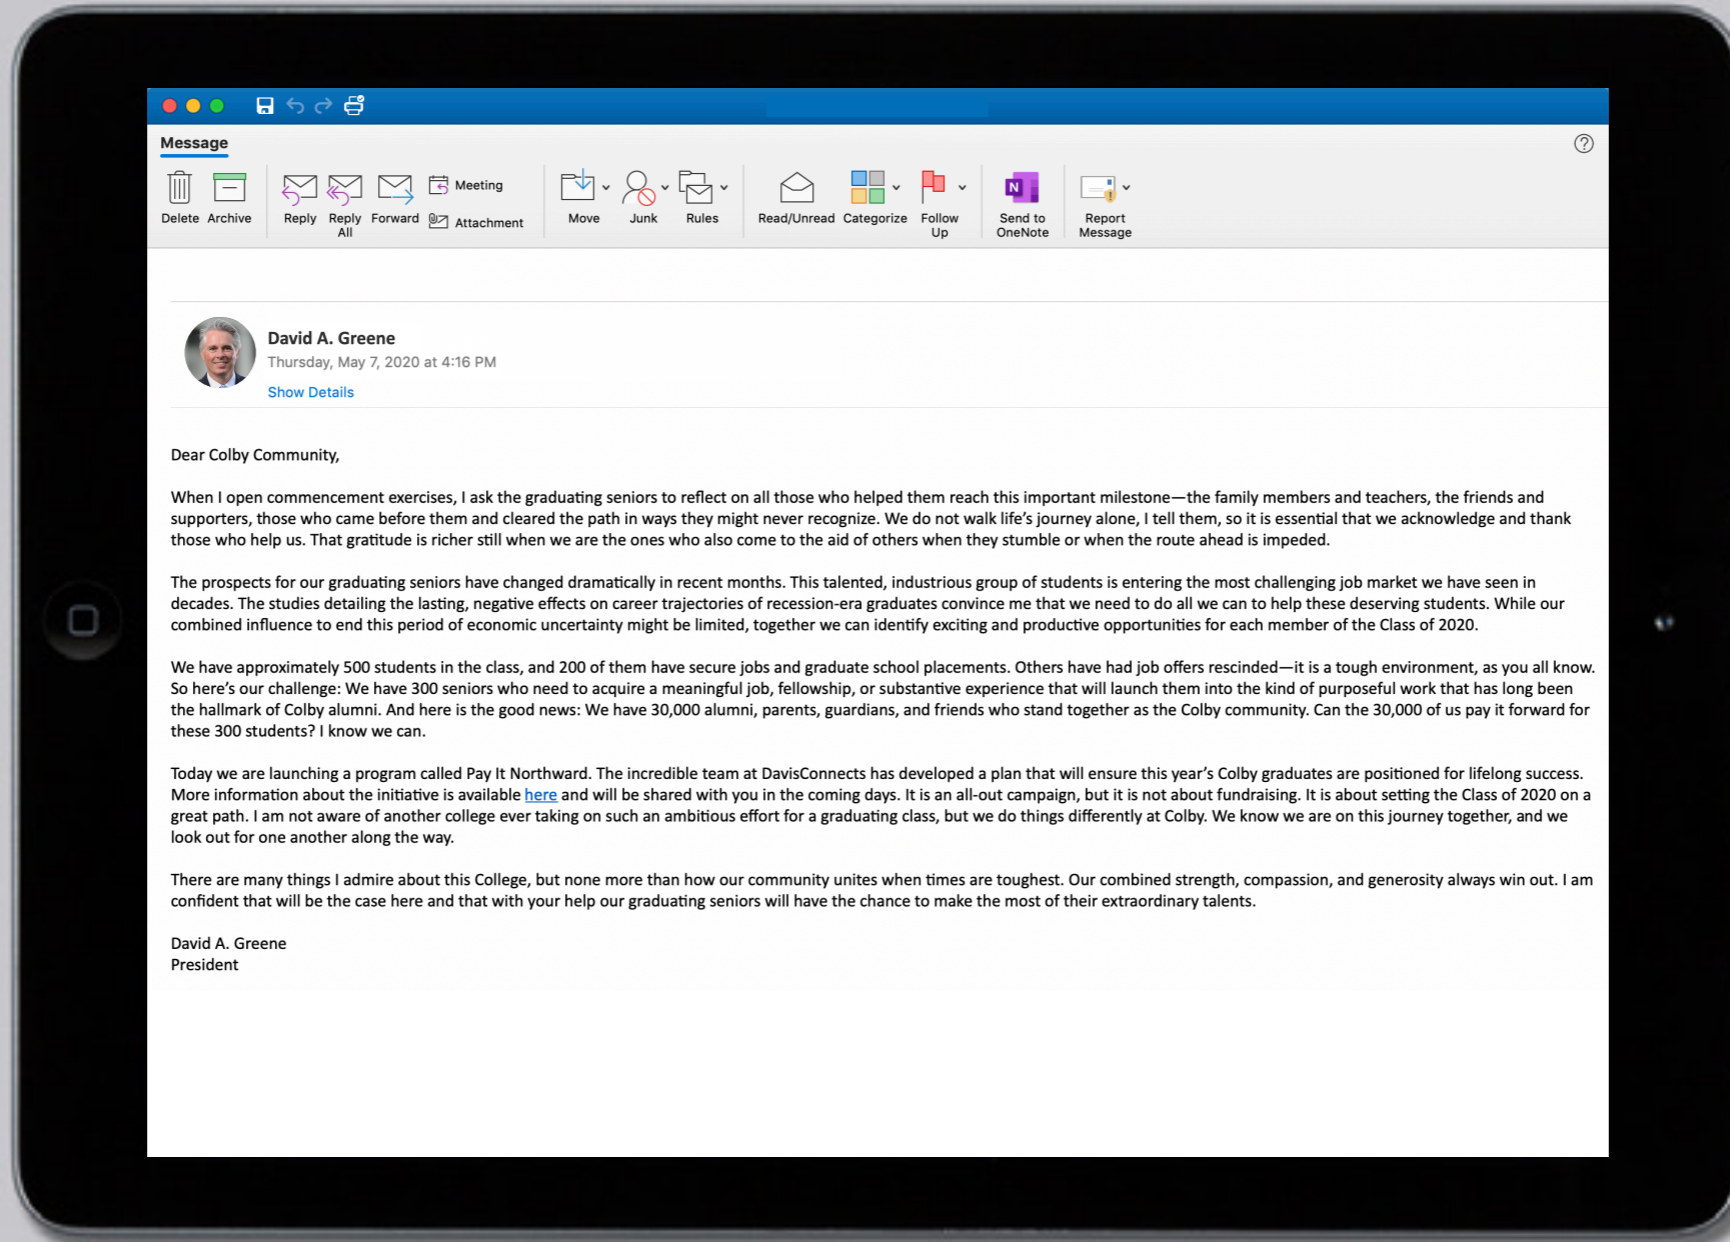 Message
Delete
Archive
Reply
Reply
All
Forward
Meeting
Attachment
Move
Junk
Rules
Read/Unread
Categorize
Follow
Up
N
Send to
OneNote
Report
Message
?
David A. Greene
Thursday, May 7, 2020 at 4:16 PM
Show Details
Dear Colby Community,
When I open commencement exercises, I ask the graduating seniors to reflect on all those who helped them reach this important milestone—the family members and teachers, the friends and
supporters, those who came before them and cleared the path in ways they might never recognize. We do not walk life’s journey alone, I tell them, so it is essential that we acknowledge and thank
those who help us. That gratitude is richer still when we are the ones who also come to the aid of others when they stumble or when the route ahead is impeded.
The prospects for our graduating seniors have changed dramatically in recent months. This talented, industrious group of students is entering the most challenging job market we have seen in
decades. The studies detailing the lasting, negative effects on career trajectories of recession-era graduates convince me that we need to do all we can to help these deserving students. While our
combined influence to end this period of economic uncertainty might be limited, together we can identify exciting and productive opportunities for each member of the Class of 2020.
We have approximately 500 students in the class, and 200 of them have secure jobs and graduate school placements. Others have had job offers rescinded—it is a tough environment, as you all know.
So here’s our challenge: We have 300 seniors who need to acquire a meaningful job, fellowship, or substantive experience that will launch them into the kind of purposeful work that has long been
the hallmark of Colby alumni. And here is the good news: We have 30,000 alumni, parents, guardians, and friends who stand together as the Colby community. Can the 30,000 of us pay it forward for
these 300 students? I know we can.
Today we are launching a program called Pay It Northward. The incredible team at DavisConnects has developed a plan that will ensure this year’s Colby graduates are positioned for lifelong success.
More information about the initiative is available here and will be shared with you in the coming days. It is an all-out campaign, but it is not about fundraising. It is about setting the Class of 2020 on a
great path. I am not aware of another college ever taking on such an ambitious effort for a graduating class, but we do things differently at Colby. We know we are on this journey together, and we
look out for one another along the way.
There are many things I admire about this College, but none more than how our community unites when times are toughest. Our combined strength, compassion, and generosity always win out. I am
confident that will be the case here and that with your help our graduating seniors will have the chance to make the most of their extraordinary talents.
David A. Greene
President